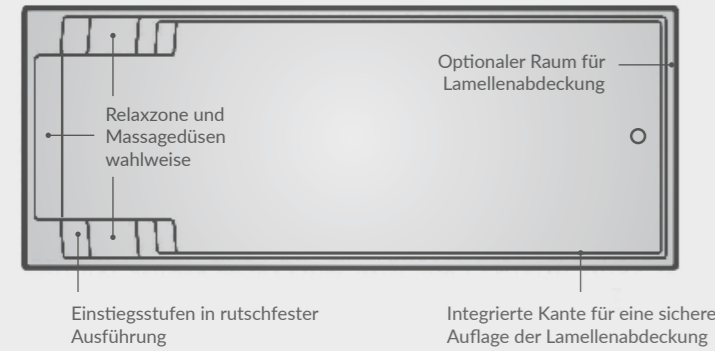 Optionaler Raum für
Lamellenabdeckung
Relaxzone und
Massagedüsen
wahlweise
Einstiegsstufen in rutschfester
Ausführung
Integrierte Kante für eine sichere
Auflage der Lamellenabdeckung